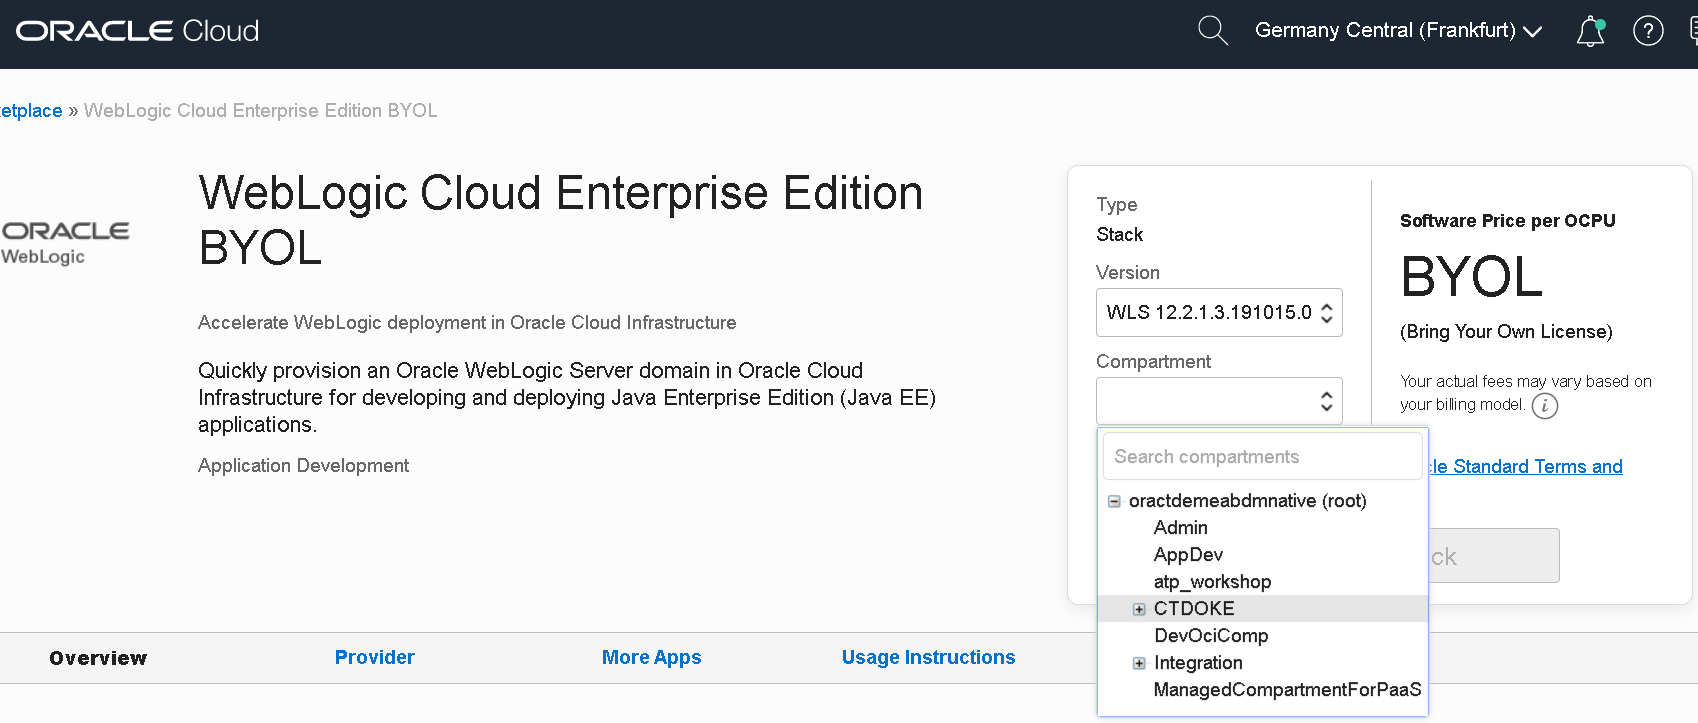 ORACLE Cloud
Germany Central (Frankfurt)
etplace » WebLogic Cloud Enterprise Edition BYOL
ORACLE
WebLogic
WebLogic Cloud Enterprise Edition
BYOL
Accelerate WebLogic deployment in Oracle Cloud Infrastructure
Quickly provision an Oracle WebLogic Server domain in Oracle Cloud
Infrastructure for developing and deploying Java Enterprise Edition (Java EE)
applications.
Application Development
Type
Stack
Version
WLS 12.2.1.3.191015.0
Compartment
Search compartments
oractdemeabdmnative (root)
Admin
AppDev
atp_workshop
CTDOKE
DevOciComp
Integration
ManagedCompartmentForPaaS
Software Price per OCPU
BYOL
(Bring Your Own License)
Your actual fees may vary based on
your billing model.
cle Standard Terms and
ck
Overview
Provider
More Apps
Usage Instructions